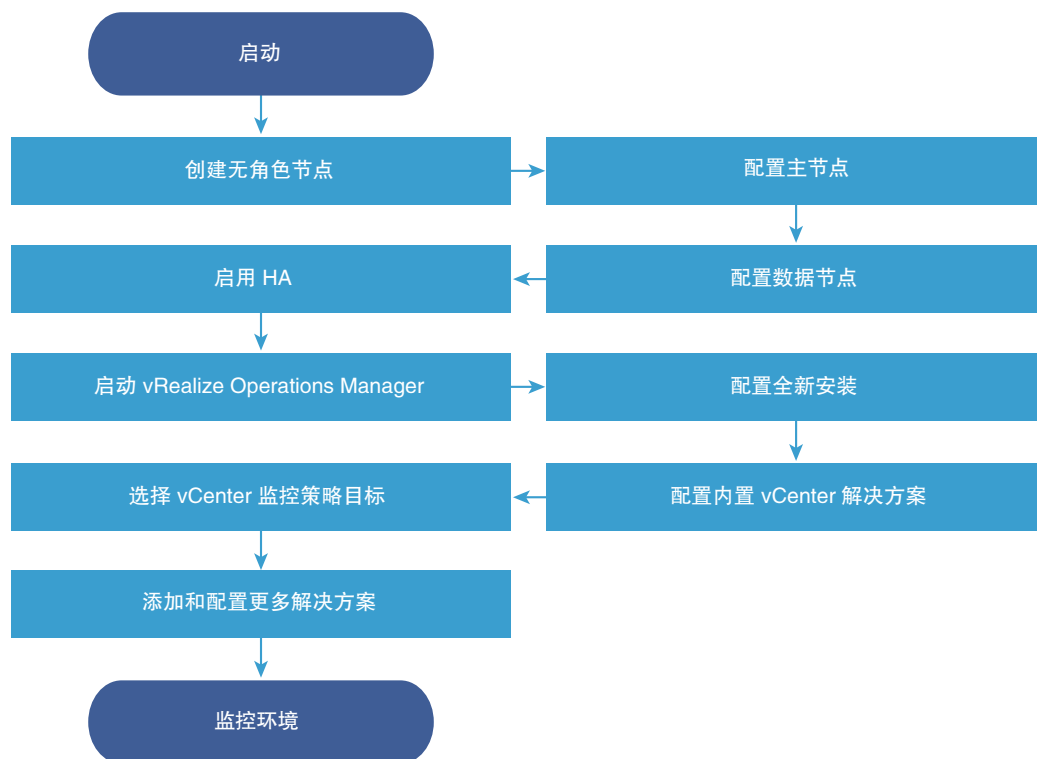 启动
创建无角色节点
配置主节点
配置数据节点
启用 HA
启动 vRealize Operations Manager
配置全新安装
配置内置 vCenter 解决方案
选择 vCenter 监控策略目标
添加和配置更多解决方案
监控环境